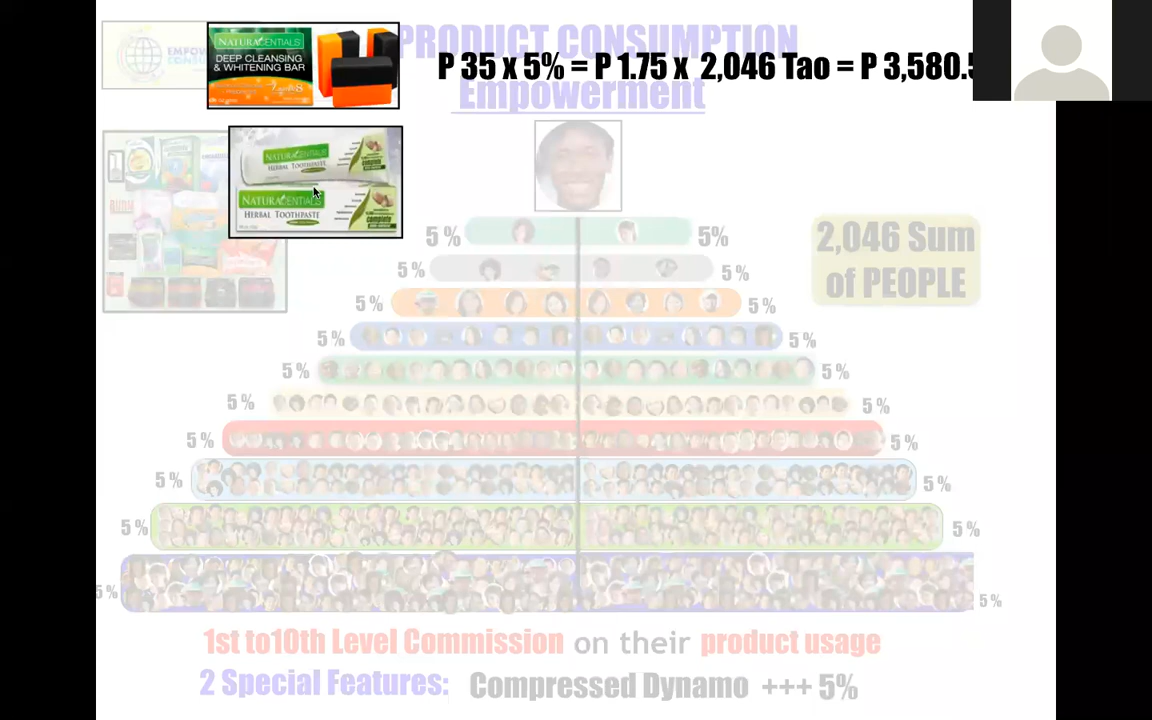 PRODUCT CONSUMPTION
Empowerment
P 35 x 5% = P 1.75 x 2,046 Tao = P 3,580.5
NATURACENTIALS
DEEP CLEANSING
& WHITENING BAR
NATURACENTIALS
HERBAL TOOTHPASTE
complete
NATURACENTIALS
HERBAL TOOTHPASTE
complete
2,046 Sum
of PEOPLE
5 % 5%
5 % 5 %
5 % 5 %
5 % 5 %
5 % 5 %
5 % 5 %
5 % 5 %
5 % 5 %
5 % 5 %
5 % 5 %
1st to10th Level Commission on their product usage
2 Special Features: Compressed Dynamo +++ 5%